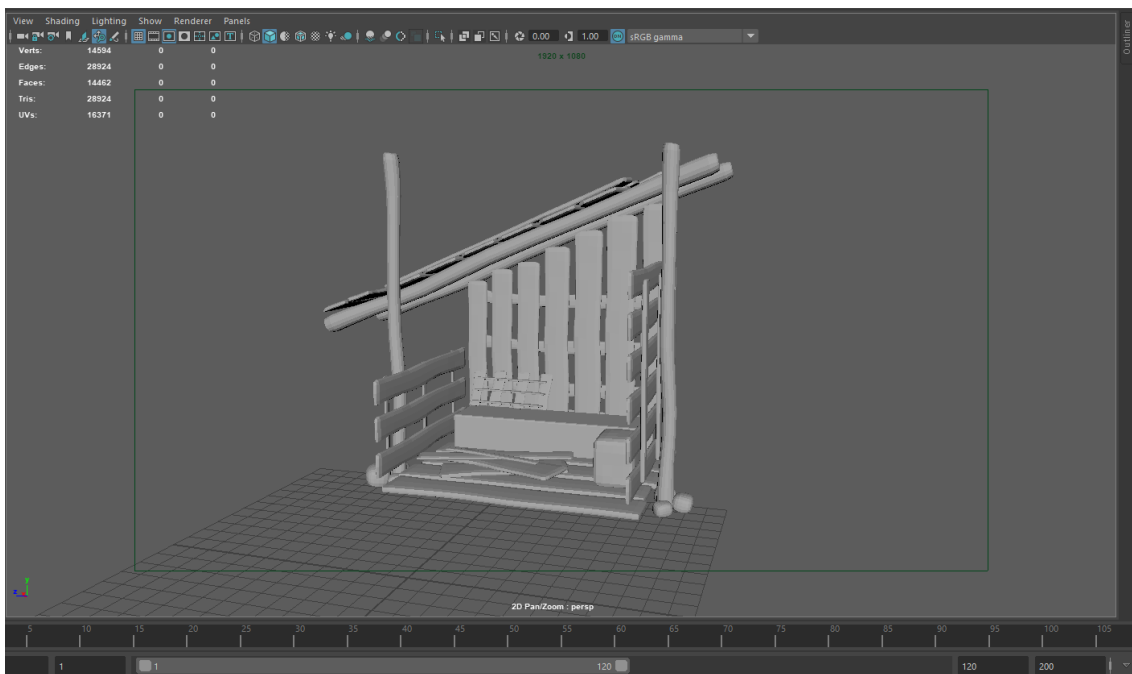 View Shading Lighting Show Renderer Panels
0.00 1.00 ON sRGB gamma
Outliner
Verts: 14594 0 0
Edges: 28924 0 0
Faces: 14462 0 0
Tris: 28924 0 0
UVs: 16371 0 0
1920 x 1080
y
z
2D Pan/Zoom : persp
5 10 15 20 25 30 35 40 45 50 55 60 65 70 75 80 85 90 95 100 105
1 1 120 120 200